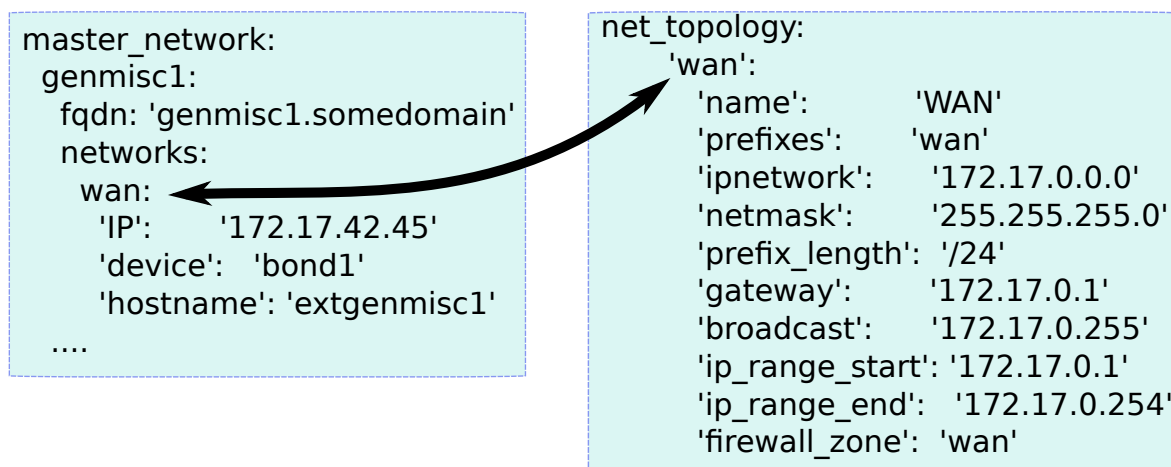 master_network:
genmisc1:
fqdn: 'genmisc1.somedomain'
networks:
wan:
'IP': '172.17.42.45'
'device': 'bond1'
'hostname': 'extgenmisc1'
....
net_topology:
'wan':
'name': 'WAN'
'prefixes': 'wan'
'ipnetwork': '172.17.0.0.0'
'netmask': '255.255.255.0'
'prefix_length': '/24'
'gateway': '172.17.0.1'
'broadcast': '172.17.0.255'
'ip_range_start': '172.17.0.1'
'ip_range_end': '172.17.0.254'
'firewall_zone': 'wan'